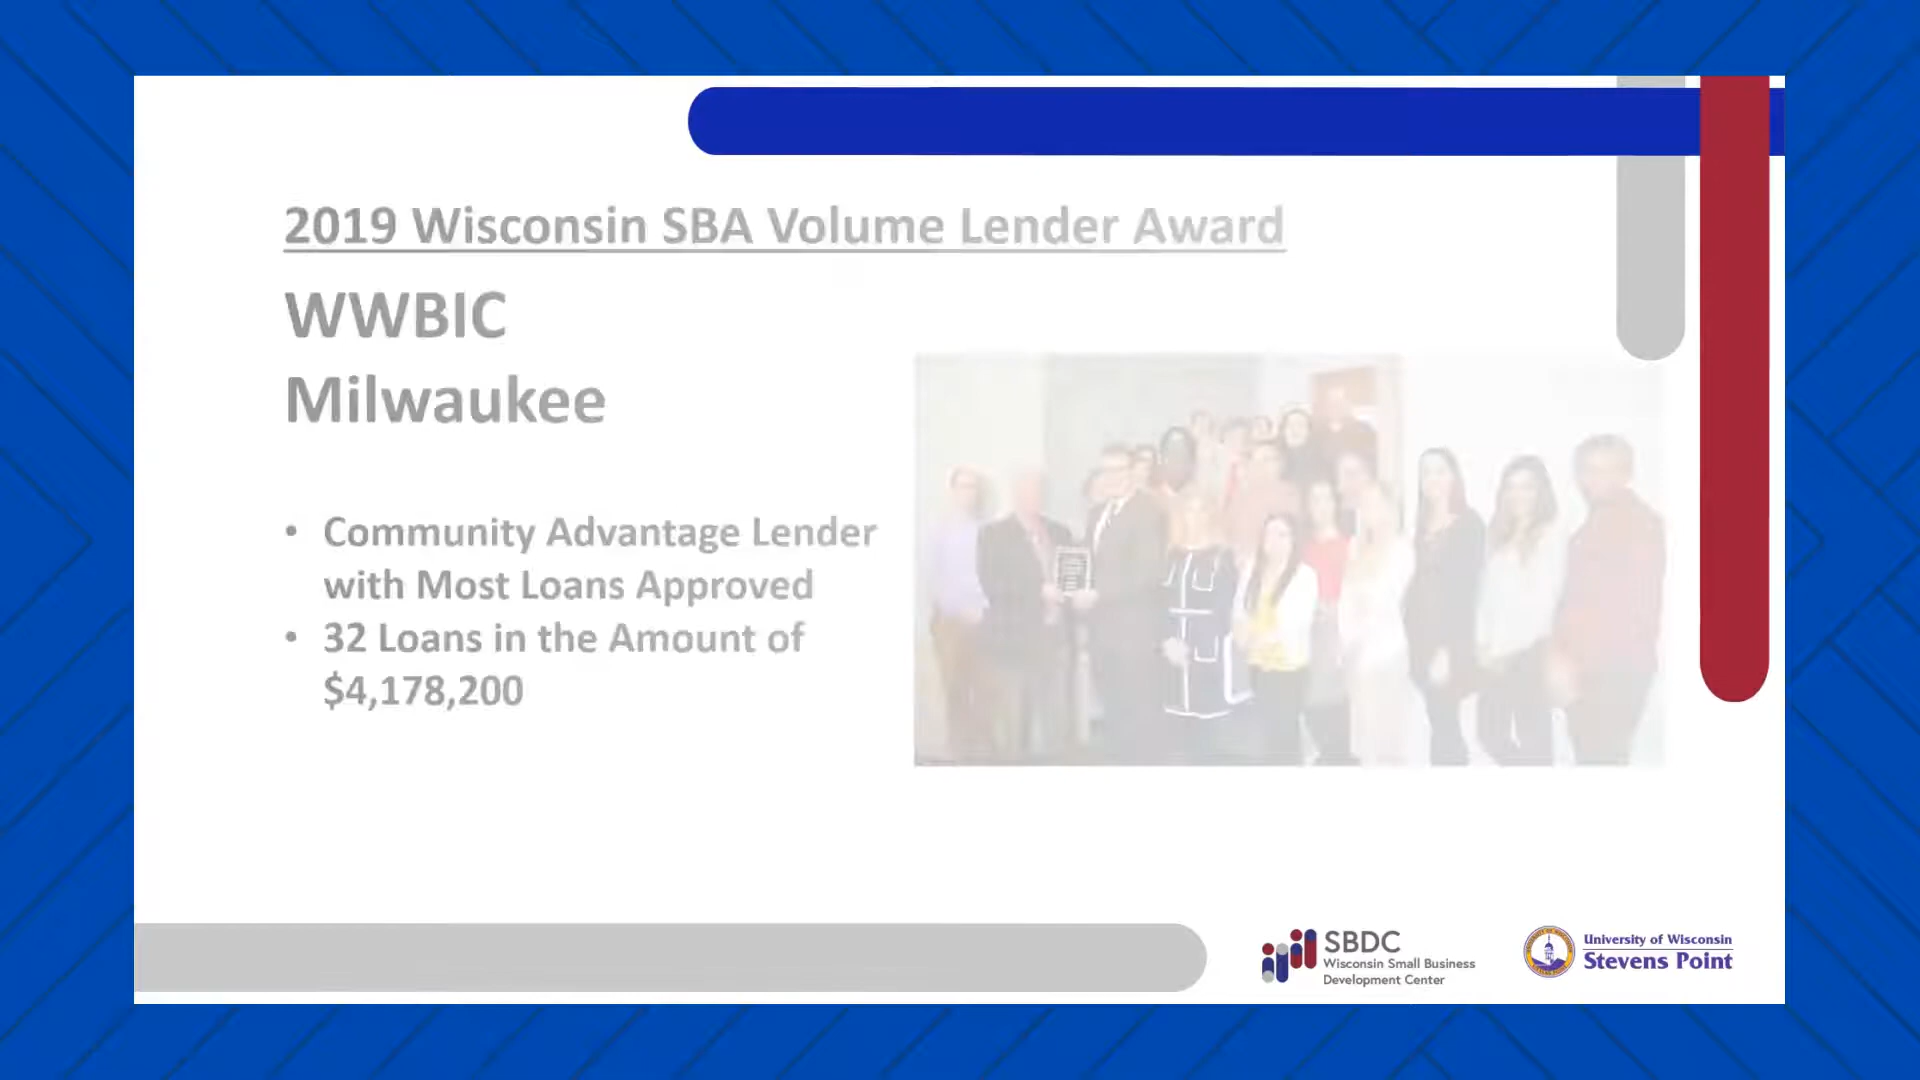 2019 Wisconsin SBA Volume Lender Award
WWBIC
Milwaukee
• Community Advantage Lender
with Most Loans Approved
• 32 Loans in the Amount of
$4,178,200
SBDC
Wisconsin Small Business
Development Center
University of Wisconsin
Stevens Point